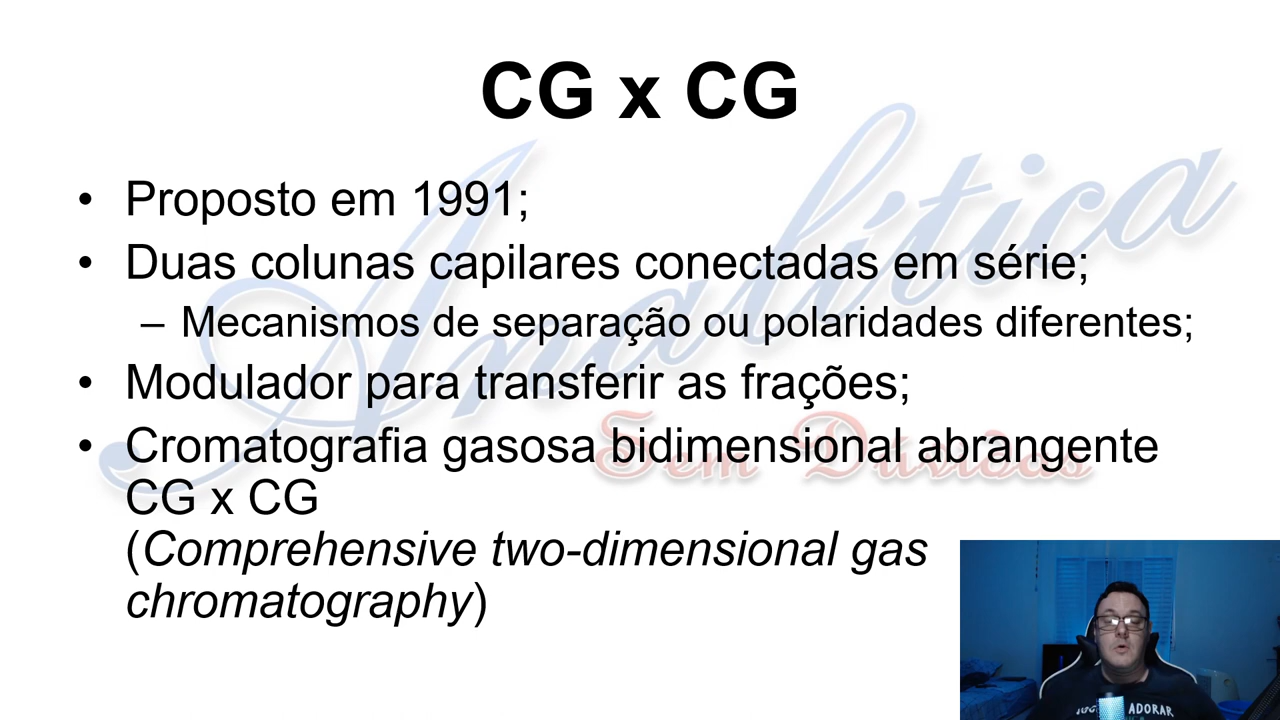 CG x CG
• Proposto em 1991;
• Duas colunas capilares conectadas em série;
– Mecanismos de separação ou polaridades diferentes;
• Modulador para transferir as frações;
• Cromatografia gasosa bidimensional abrangente
CG x CG
(Comprehensive two-dimensional gas
chromatography)
Analítica
Sem Dúvidas
ADORAR